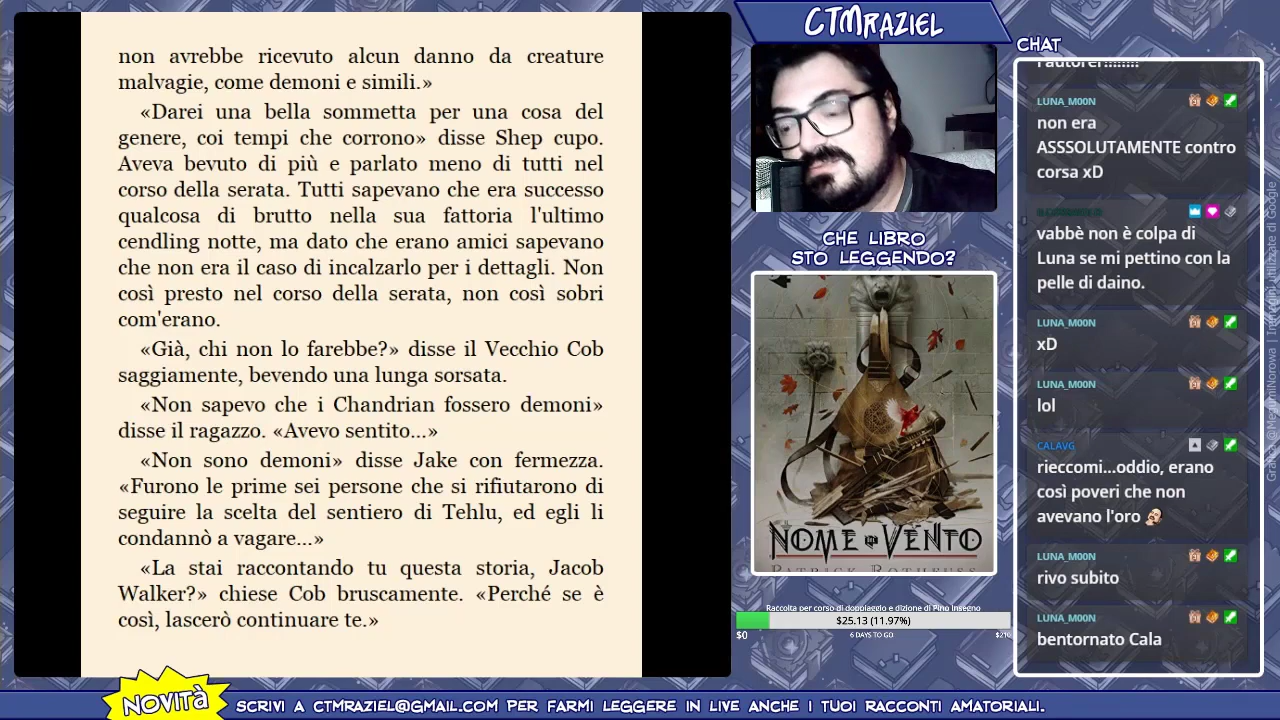 non avrebbe ricevuto alcun danno da creature
malvagie, come demoni e simili.»
«Darei una bella sommetta per una cosa del
genere, coi tempi che corrono» disse Shep cupo.
Aveva bevuto di più e parlato meno di tutti nel
corso della serata. Tutti sapevano che era successo
qualcosa di brutto nella sua fattoria l'ultimo
cendling notte, ma dato che erano amici sapevano
che non era il caso di incalzarlo per i dettagli. Non
così presto nel corso della serata, non così sobri
com'erano.
«Già, chi non lo farebbe?» disse il Vecchio Cob
saggiamente, bevendo una lunga sorsata.
«Non sapevo che i Chandrian fossero demoni»
disse il ragazzo. «Avevo sentito...»
«Non sono demoni» disse Jake con fermezza.
«Furono le prime sei persone che si rifiutarono di
seguire la scelta del sentiero di Tehlu, ed egli li
condannò a vagare...»
«La stai raccontando tu questa storia, Jacob
Walker?» chiese Cob bruscamente. «Perché se è
così, lascerò continuare te.»
CTMRAZIEL
CHE LIBRO
STO LEGGENDO?
NOME DEL VENTO
PATRICK ROTHFUSS
Raccolta per corso di doppiaggio e dizione di Pino Insegno
$25.13 (11.97%)
$0
6 DAYS TO GO
$210
CHAT
l'autore!!!!!!!!
LUNA_M00N
non era
ASSSOLUTAMENTE contro
corsa xD
vabbè non è colpa di
Luna se mi pettino con la
pelle di daino.
LUNA_M00N
xD
LUNA_M00N
lol
CALAVG
rieccomi...oddio, erano
così poveri che non
avevano l'oro
LUNA_M00N
rivo subito
LUNA_M00N
bentornato Cala
Grafica @MegumiNorowa | Immagini utilizzate di Google
NOVITÀ
SCRIVI A CTMRAZIEL@GMAIL.COM PER FARMI LEGGERE IN LIVE ANCHE I TUOI RACCONTI AMATORIALI.